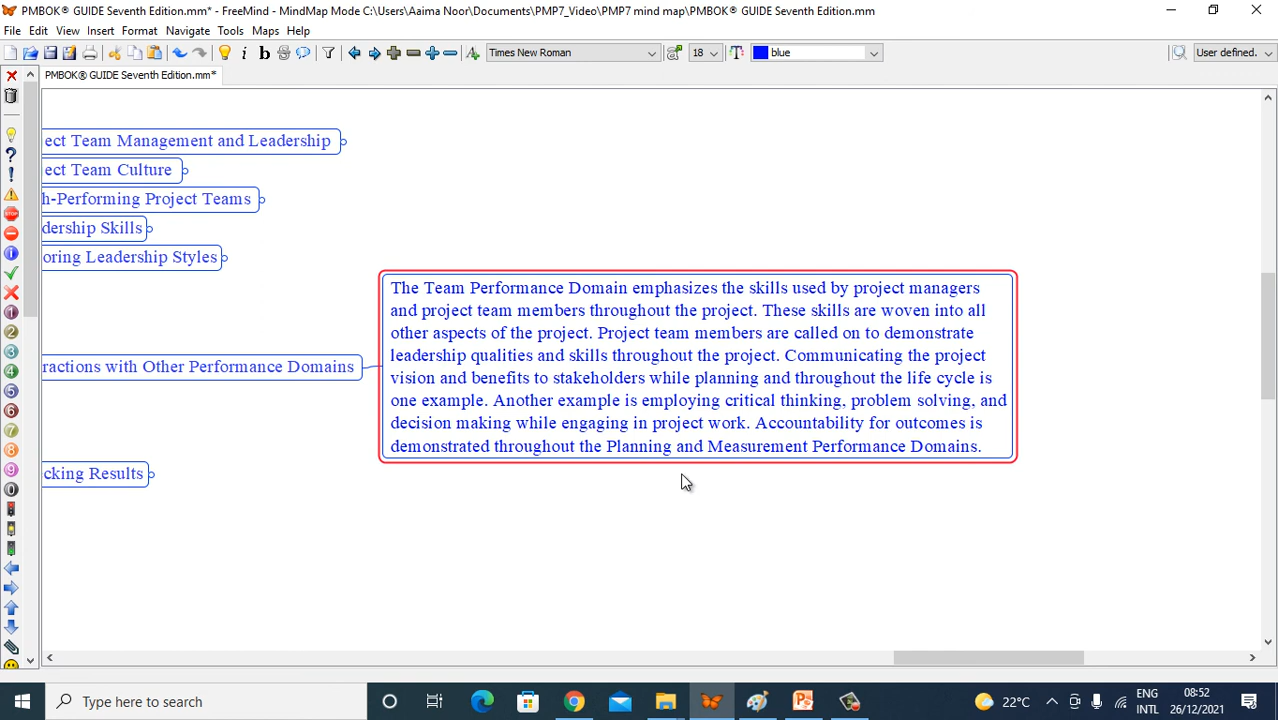 PMBOK® GUIDE Seventh Edition.mm* - FreeMind - MindMap Mode C:\Users\Aaima Noor\Documents\PMP7_Video\PMP7 mind map\PMBOK® GUIDE Seventh Edition.mm
File Edit View Insert Format Navigate Tools Maps Help
Times New Roman 18 blue User defined.
PMBOK® GUIDE Seventh Edition.mm*
ect Team Management and Leadership
ect Team Culture
h-Performing Project Teams
dership Skills
oring Leadership Styles
The Team Performance Domain emphasizes the skills used by project managers
and project team members throughout the project. These skills are woven into all
other aspects of the project. Project team members are called on to demonstrate
leadership qualities and skills throughout the project. Communicating the project
vision and benefits to stakeholders while planning and throughout the life cycle is
one example. Another example is employing critical thinking, problem solving, and
decision making while engaging in project work. Accountability for outcomes is
demonstrated throughout the Planning and Measurement Performance Domains.
ractions with Other Performance Domains
cking Results
Type here to search
22°C
ENG
INTL
08:52
26/12/2021